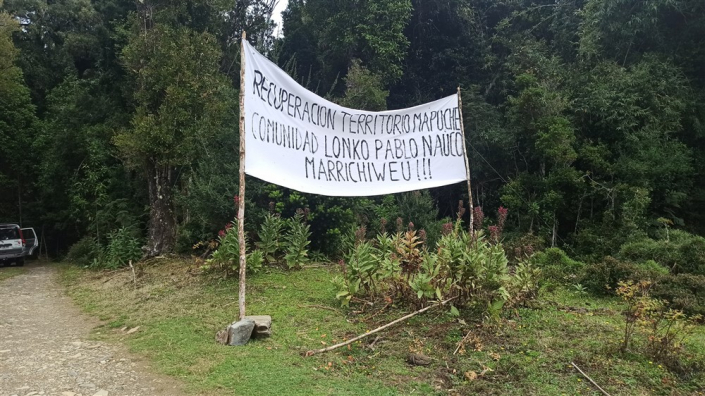 RECUPERACION TERRITORIO MAPUCHE
COMUNIDAD LONKO PABLO NAUCO
MARRICHIWEU!!!